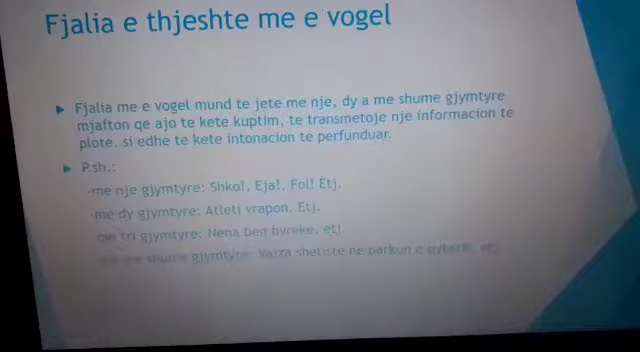 Fjalia e thjeshte me e vogel
Fjalia me e vogel mund te jete me nje, dy a me shume gjymtyre
mjafton qe ajo te kete kuptim, te transmetoje nje informacion te
plote, si edhe te kete intonacion te perfunduar.
P.sh.:
-me nje gjymtyre: Shko!, Eja!, Fol! Etj.
-me dy gjymtyre: Atleti vrapon. Etj.
-me tri gjymtyre: Nena ben byreke, etj.
me shume gjymtyre: Vajza shetiste ne parkun e qytetit,